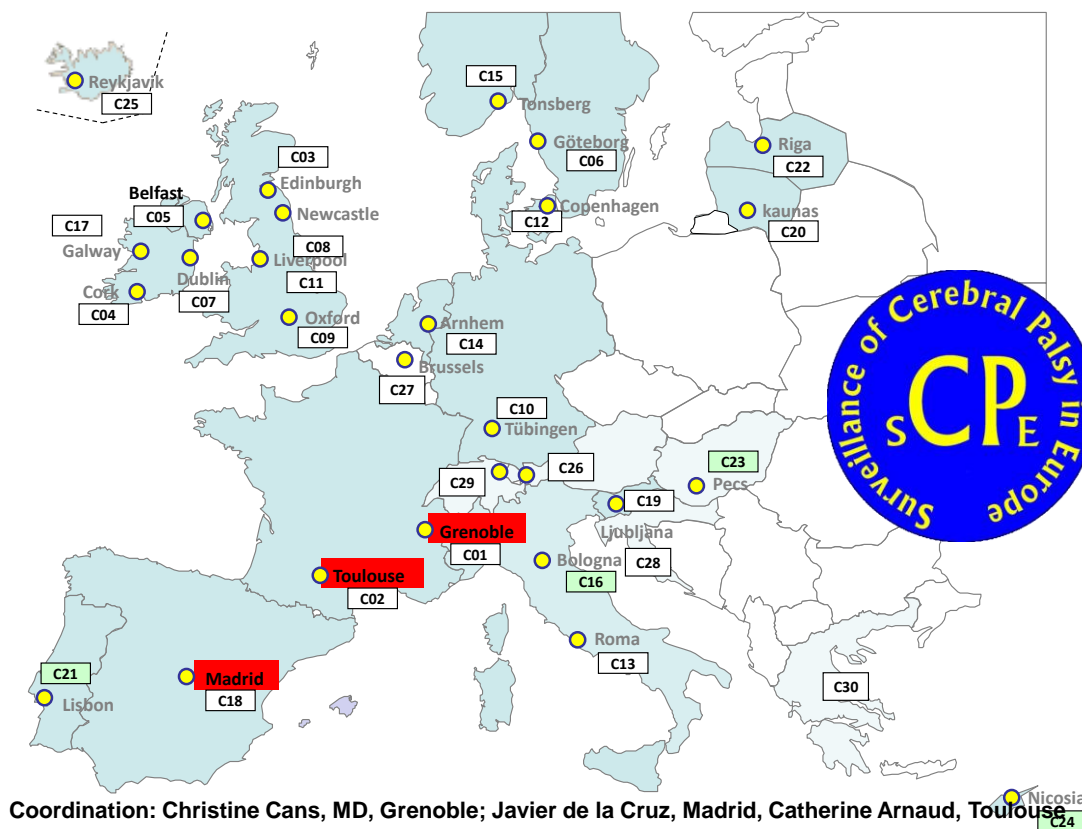 Reykjavik
C25
C15
Tonsberg
Göteborg
C06
Riga
C22
C03
Edinburgh
Belfast
C05
Newcastle
Copenhagen
C12
kaunas
C20
C17
Galway
C08
Liverpool
C11
Dublin
C07
Cork
C04
Oxford
C09
Arnhem
C14
Brussels
C27
Surveillance of Cerebral Palsy in Europe
sCPE
C10
Tübingen
C26
C29
C23
Pecs
C19
Ljubljana
Grenoble
C01
Bologna
C28
C16
Toulouse
C02
Roma
C13
C21
Lisbon
Madrid
C18
C30
Nicosia
C24
Coordination: Christine Cans, MD, Grenoble; Javier de la Cruz, Madrid, Catherine Arnaud, Toulouse